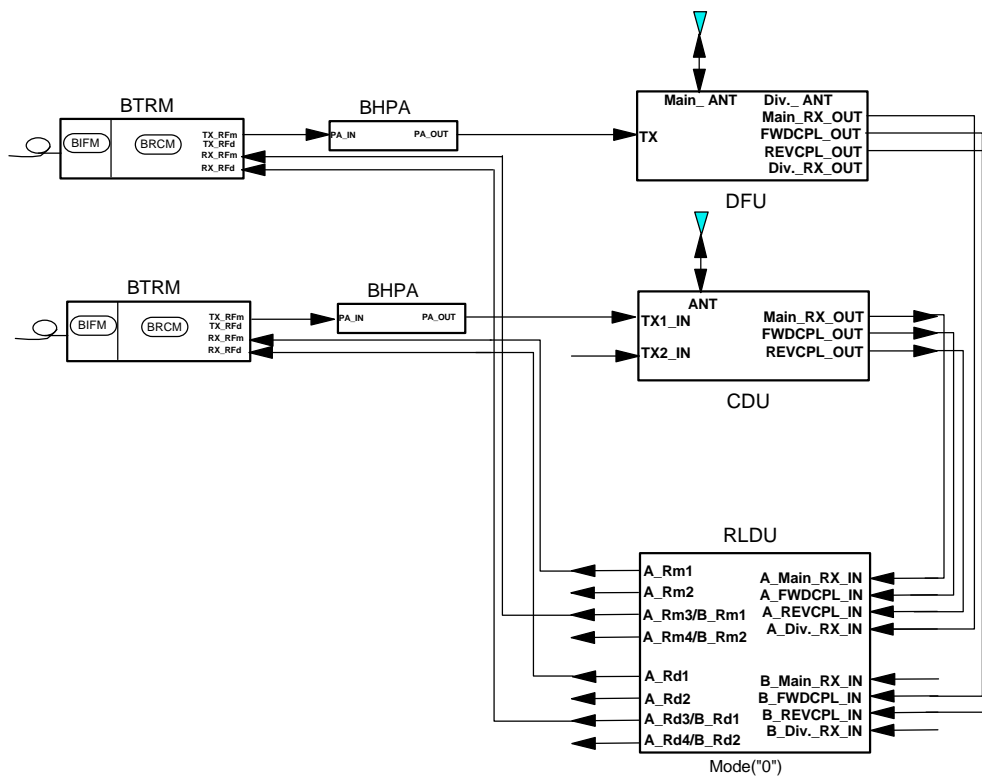 BTRM
BIFM
BRCM
TX_RFm
TX_RFd
RX_RFm
RX_RFd
BHPA
PA_IN
PA_OUT
Main_ ANT
Div._ ANT
Main_RX_OUT
TX
FWDCPL_OUT
REVCPL_OUT
Div._RX_OUT
DFU
BTRM
BIFM
BRCM
TX_RFm
TX_RFd
RX_RFm
RX_RFd
BHPA
PA_IN
PA_OUT
ANT
TX1_IN
TX2_IN
Main_RX_OUT
FWDCPL_OUT
REVCPL_OUT
CDU
RLDU
A_Rm1
A_Rm2
A_Rm3/B_Rm1
A_Rm4/B_Rm2
A_Rd1
A_Rd2
A_Rd3/B_Rd1
A_Rd4/B_Rd2
A_Main_RX_IN
A_FWDCPL_IN
A_REVCPL_IN
A_Div._RX_IN
B_Main_RX_IN
B_FWDCPL_IN
B_REVCPL_IN
B_Div._RX_IN
Mode("0")